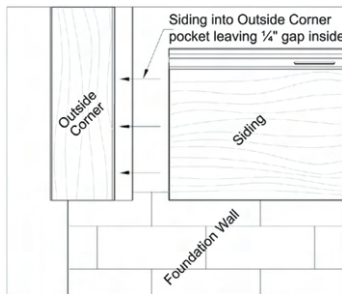 Siding into Outside Corner
pocket leaving ¼" gap inside
Outside
Corner
Siding
Foundation Wall